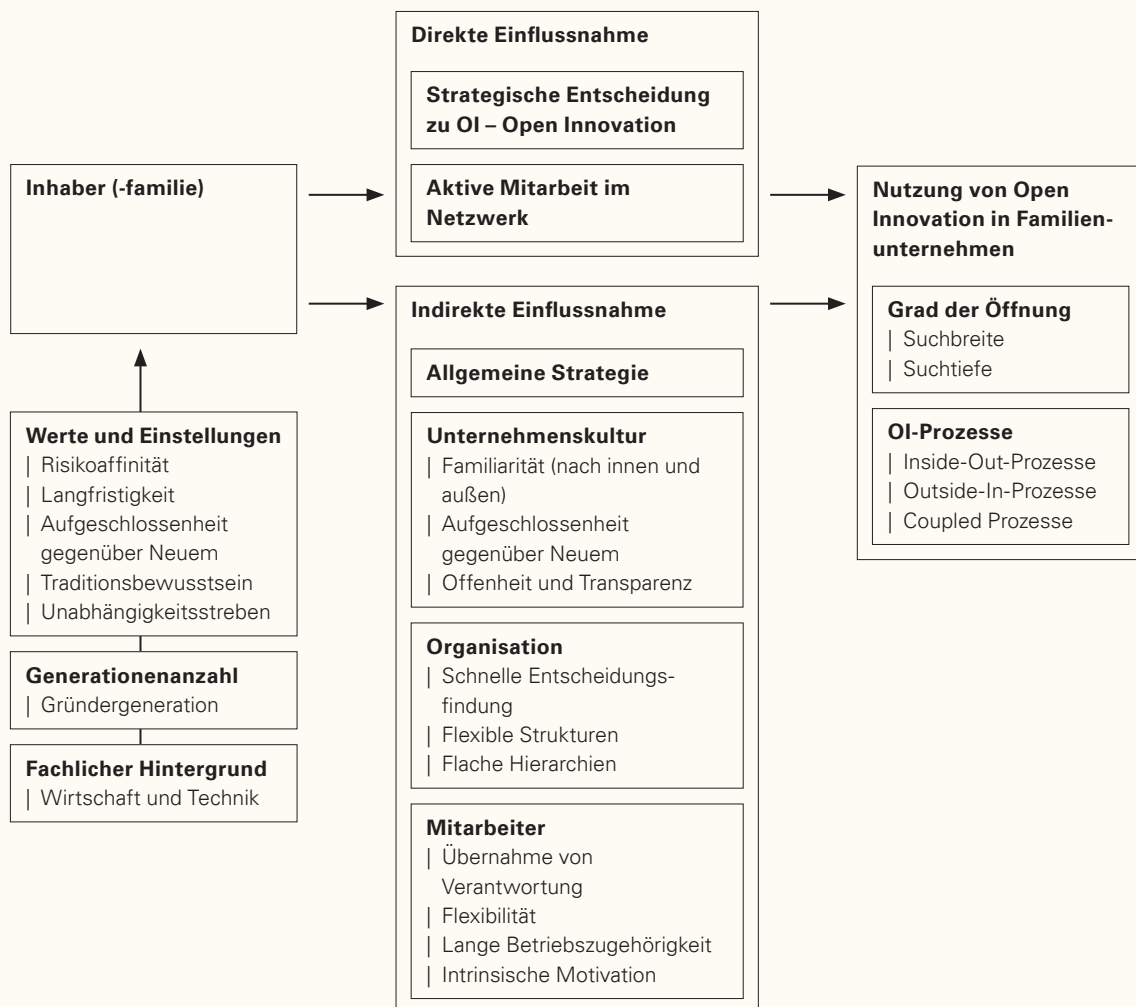 Direkte Einflussnahme
Strategische Entscheidung
zu OI – Open Innovation
Aktive Mitarbeit im
Netzwerk
Inhaber (-familie)
Werte und Einstellungen
| Risikoaffinität
| Langfristigkeit
| Aufgeschlossenheit
gegenüber Neuem
| Traditionsbewusstsein
| Unabhängigkeitsstreben
Generationenanzahl
| Gründergeneration
Fachlicher Hintergrund
| Wirtschaft und Technik
Indirekte Einflussnahme
Allgemeine Strategie
Unternehmenskultur
| Familiarität (nach innen und
außen)
| Aufgeschlossenheit
gegenüber Neuem
| Offenheit und Transparenz
Organisation
| Schnelle Entscheidungs-
findung
| Flexible Strukturen
| Flache Hierarchien
Mitarbeiter
| Übernahme von
Verantwortung
| Flexibilität
| Lange Betriebszugehörigkeit
| Intrinsische Motivation
Nutzung von Open
Innovation in Familien-
unternehmen
Grad der Öffnung
| Suchbreite
| Suchtiefe
OI-Prozesse
| Inside-Out-Prozesse
| Outside-In-Prozesse
| Coupled Prozesse